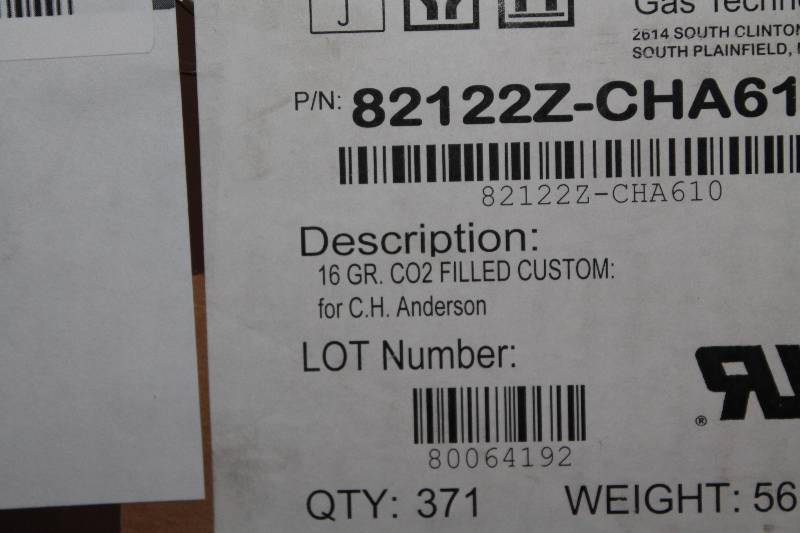 J
Gas Techno
2614 SOUTH CLINTON
SOUTH PLAINFIELD,
P/N: 82122Z-CHA61
82122Z-CHA610
Description:
16 GR. CO2 FILLED CUSTOM:
for C.H. Anderson
LOT Number:
80064192
®
QTY: 371 WEIGHT: 56